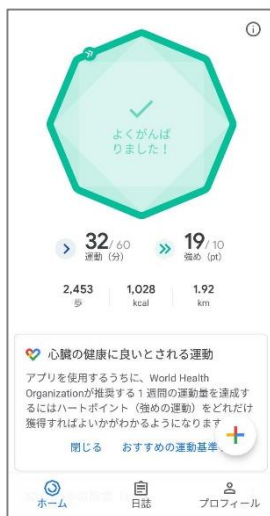 よくがんば
りました！
32/60
運動（分）
19/10
強め（pt）
2,453
歩
1,028
kcal
1.92
km
心臓の健康に良いとされる運動
アプリを使用するうちに、World Health
Organizationが推奨する 1 週間の運動量を達成す
るにはハートポイント（強めの運動）をどれだけ
獲得すればよいかがわかるようになります
閉じる
おすすめの運動基準
ホーム
日誌
プロフィール